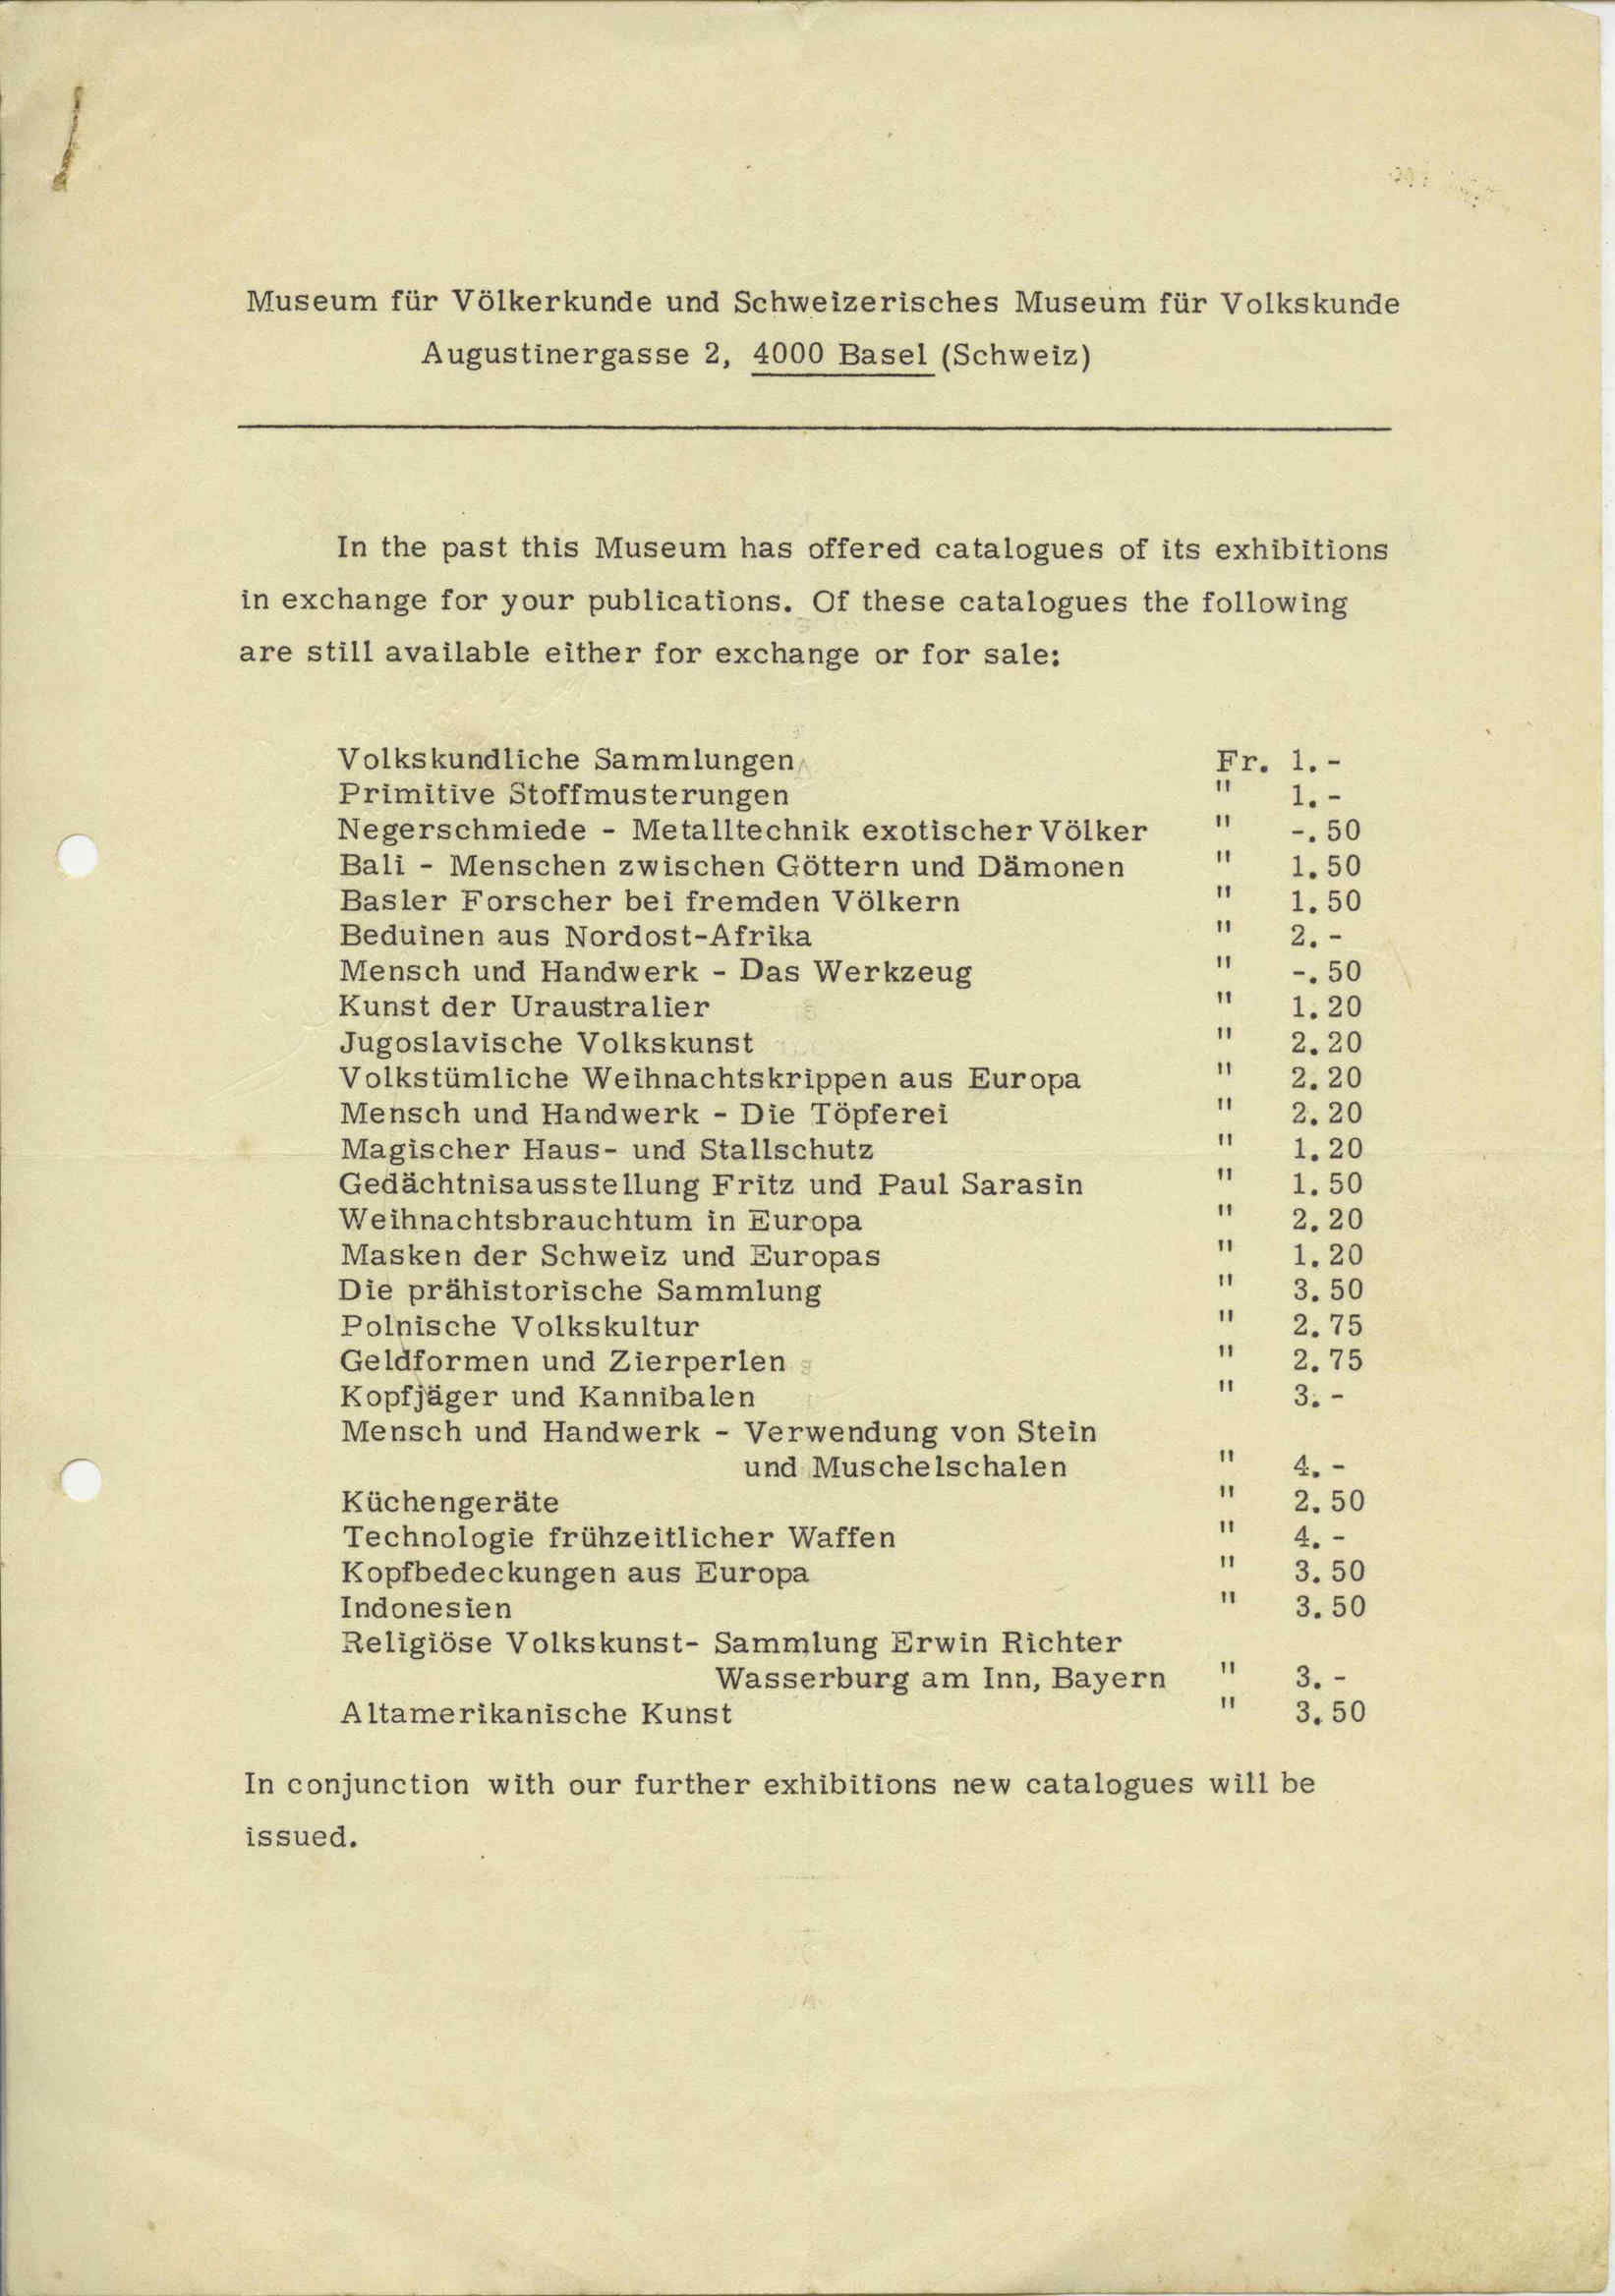 Museum für Völkerkunde und Schweizerisches Museum für Volkskunde
Augustinergasse 2, 4000 Basel (Schweiz)
In the past this Museum has offered catalogues of its exhibitions
in exchange for your publications. Of these catalogues the following
are still available either for exchange or for sale:
Volkskundliche Sammlungen Fr. 1.-
Primitive Stoffmusterungen " 1.-
Negerschmiede - Metalltechnik exotischer Völker " -.50
Bali - Menschen zwischen Göttern und Dämonen " 1.50
Basler Forscher bei fremden Völkern " 1.50
Beduinen aus Nordost-Afrika " 2.-
Mensch und Handwerk - Das Werkzeug " -.50
Kunst der Uraustralier " 1.20
Jugoslavische Volkskunst " 2.20
Volkstümliche Weihnachtskrippen aus Europa " 2.20
Mensch und Handwerk - Die Töpferei " 2.20
Magischer Haus- und Stallschutz " 1.20
Gedächtnisausstellung Fritz und Paul Sarasin " 1.50
Weihnachtsbrauchtum in Europa " 2.20
Masken der Schweiz und Europas " 1.20
Die prähistorische Sammlung " 3.50
Polnische Volkskultur " 2.75
Geldformen und Zierperlen " 2.75
Kopfjäger und Kannibalen " 3.-
Mensch und Handwerk - Verwendung von Stein
und Muschelschalen " 4.-
Küchengeräte " 2.50
Technologie frühzeitlicher Waffen " 4.-
Kopfbedeckungen aus Europa " 3.50
Indonesien " 3.50
Religiöse Volkskunst- Sammlung Erwin Richter
Wasserburg am Inn, Bayern " 3.-
Altamerikanische Kunst " 3.50
In conjunction with our further exhibitions new catalogues will be
issued.